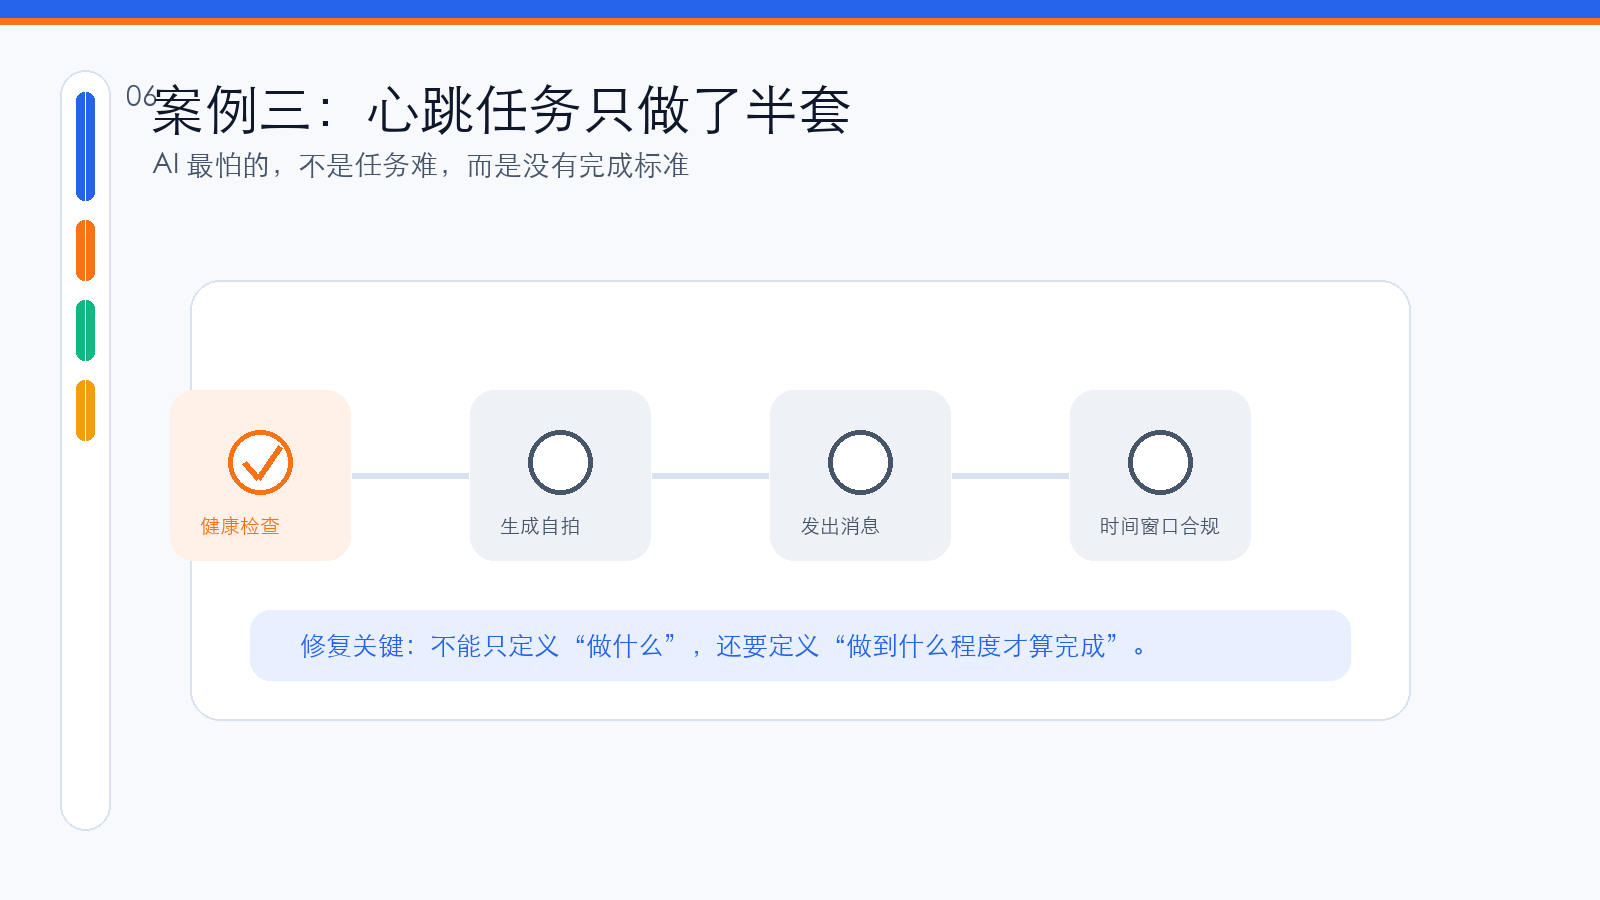 06
案例三：心跳任务只做了半套
AI 最怕的，不是任务难，而是没有完成标准
健康检查
生成自拍
发出消息
时间窗口合规
修复关键：不能只定义“做什么”，还要定义“做到什么程度才算完成”。